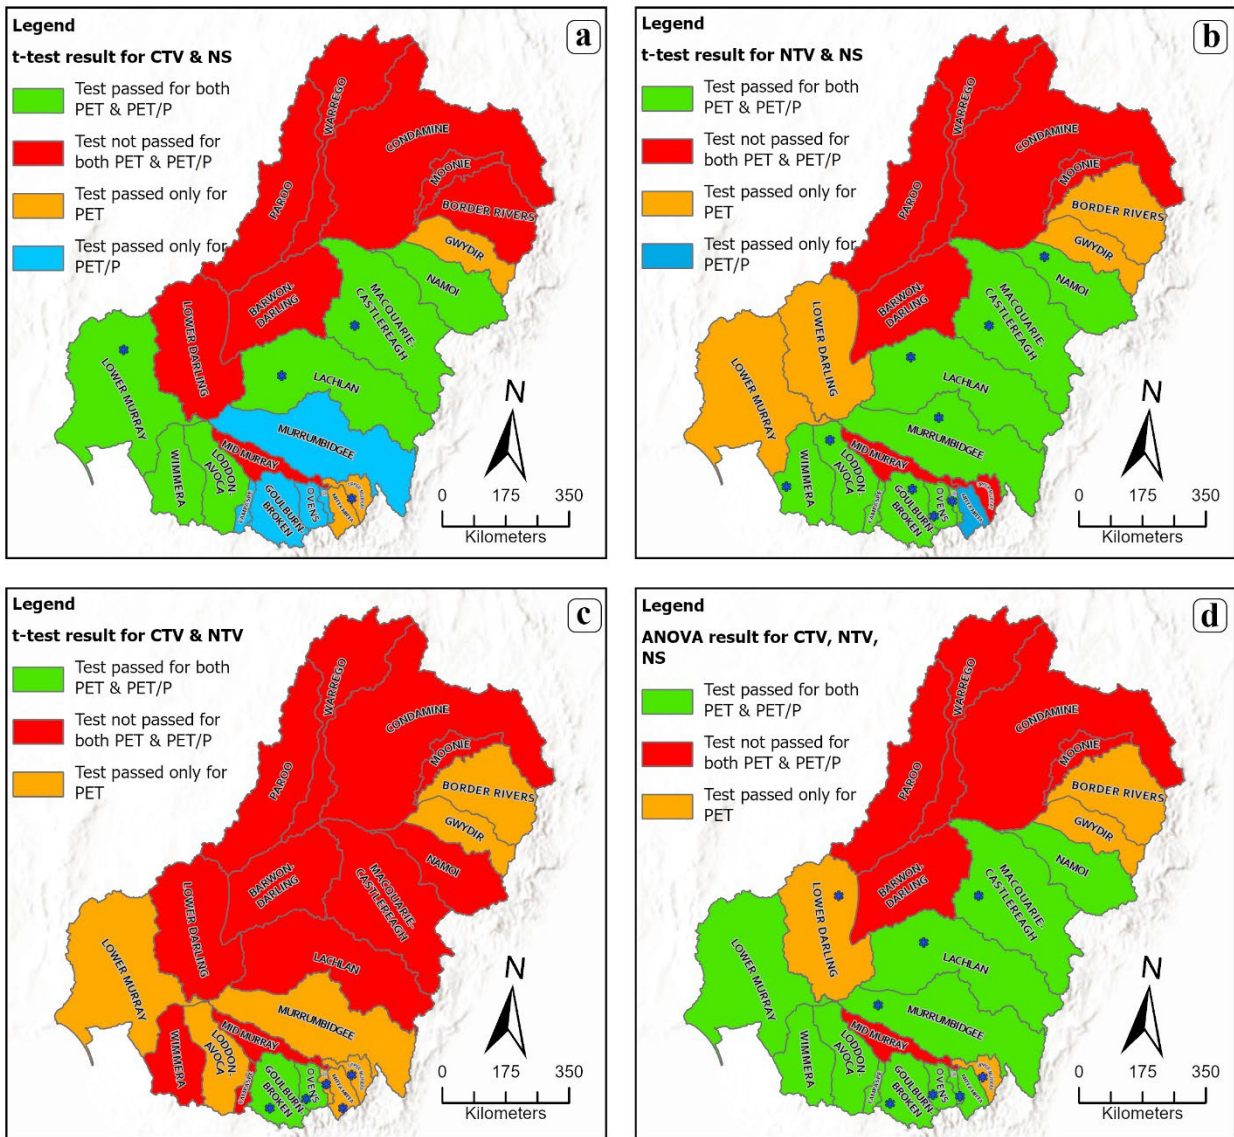 Legend
t-test result for CTV & NS
Test passed for both
PET & PET/P
Test not passed for
both PET & PET/P
Test passed only for
PET
Test passed only for
PET/P
a
WARREGO
CONDAMINE
MOONIE
PAROO
BORDER RIVERS
GWYDIR
NAMOI
BARWON-
DARLING
MACQUARIE-
CASTLEREAGH
LOWER DARLING
LOWER MURRAY
LACHLAN
MURRUMBIDGEE
MID MURRAY
WIMMERA
LODDON-
AVOCA
CAMPASPE
GOULBURN-
BROKEN
OVENS
N
0 175 350
Kilometers
Legend
t-test result for NTV & NS
Test passed for both
PET & PET/P
Test not passed for
both PET & PET/P
Test passed only for
PET
Test passed only for
PET/P
b
WARREGO
CONDAMINE
MOONIE
PAROO
BORDER RIVERS
GWYDIR
NAMOI
BARWON-
DARLING
MACQUARIE-
CASTLEREAGH
LOWER DARLING
LOWER MURRAY
LACHLAN
MURRUMBIDGEE
MID MURRAY
WIMMERA
LODDON-
AVOCA
CAMPASPE
GOULBURN-
BROKEN
OVENS
N
0 175 350
Kilometers
Legend
t-test result for CTV & NTV
Test passed for both
PET & PET/P
Test not passed for
both PET & PET/P
Test passed only for
PET
c
WARREGO
CONDAMINE
MOONIE
PAROO
BORDER RIVERS
GWYDIR
NAMOI
BARWON-
DARLING
MACQUARIE-
CASTLEREAGH
LOWER DARLING
LOWER MURRAY
LACHLAN
MURRUMBIDGEE
MID MURRAY
WIMMERA
LODDON-
AVOCA
CAMPASPE
GOULBURN-
BROKEN
OVENS
N
0 175 350
Kilometers
Legend
ANOVA result for CTV, NTV,
NS
Test passed for both
PET & PET/P
Test not passed for
both PET & PET/P
Test passed only for
PET
d
WARREGO
CONDAMINE
MOONIE
PAROO
BORDER RIVERS
GWYDIR
NAMOI
BARWON-
DARLING
MACQUARIE-
CASTLEREAGH
LOWER DARLING
LOWER MURRAY
LACHLAN
MURRUMBIDGEE
MID MURRAY
WIMMERA
LODDON-
AVOCA
CAMPASPE
GOULBURN-
BROKEN
OVENS
N
0 175 350
Kilometers